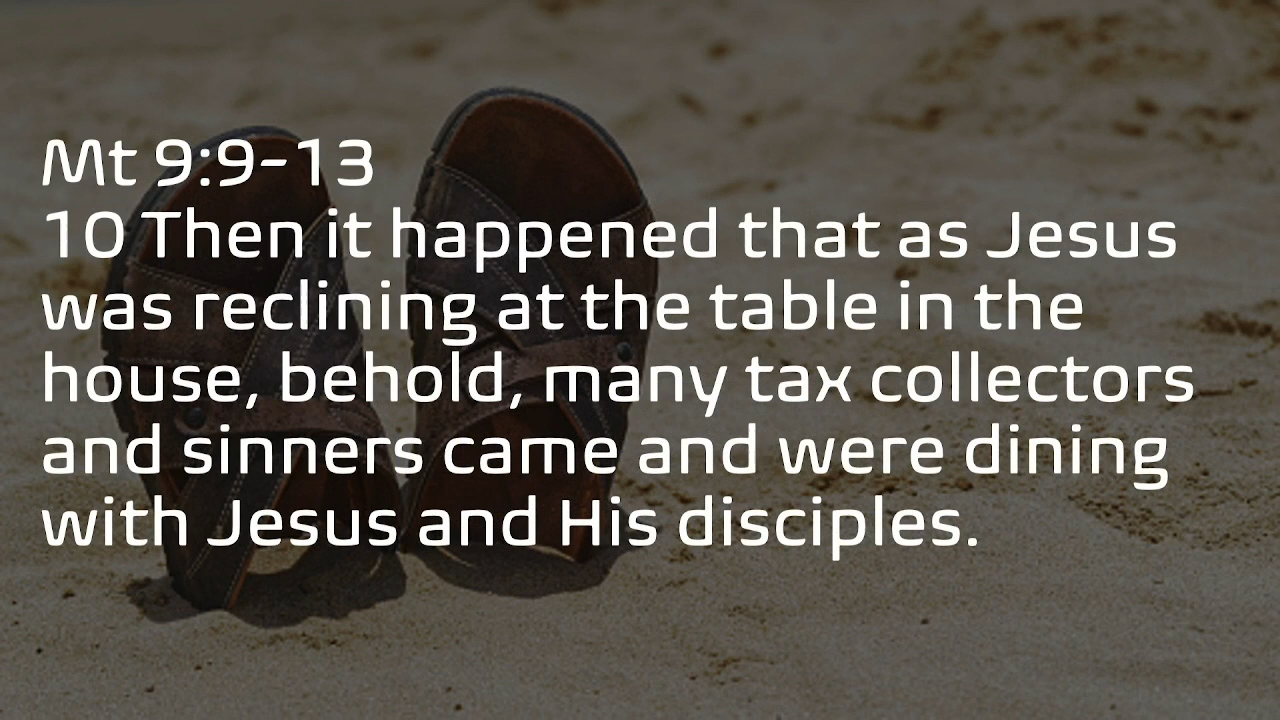 Mt 9:9-13
10 Then it happened that as Jesus
was reclining at the table in the
house, behold, many tax collectors
and sinners came and were dining
with Jesus and His disciples.